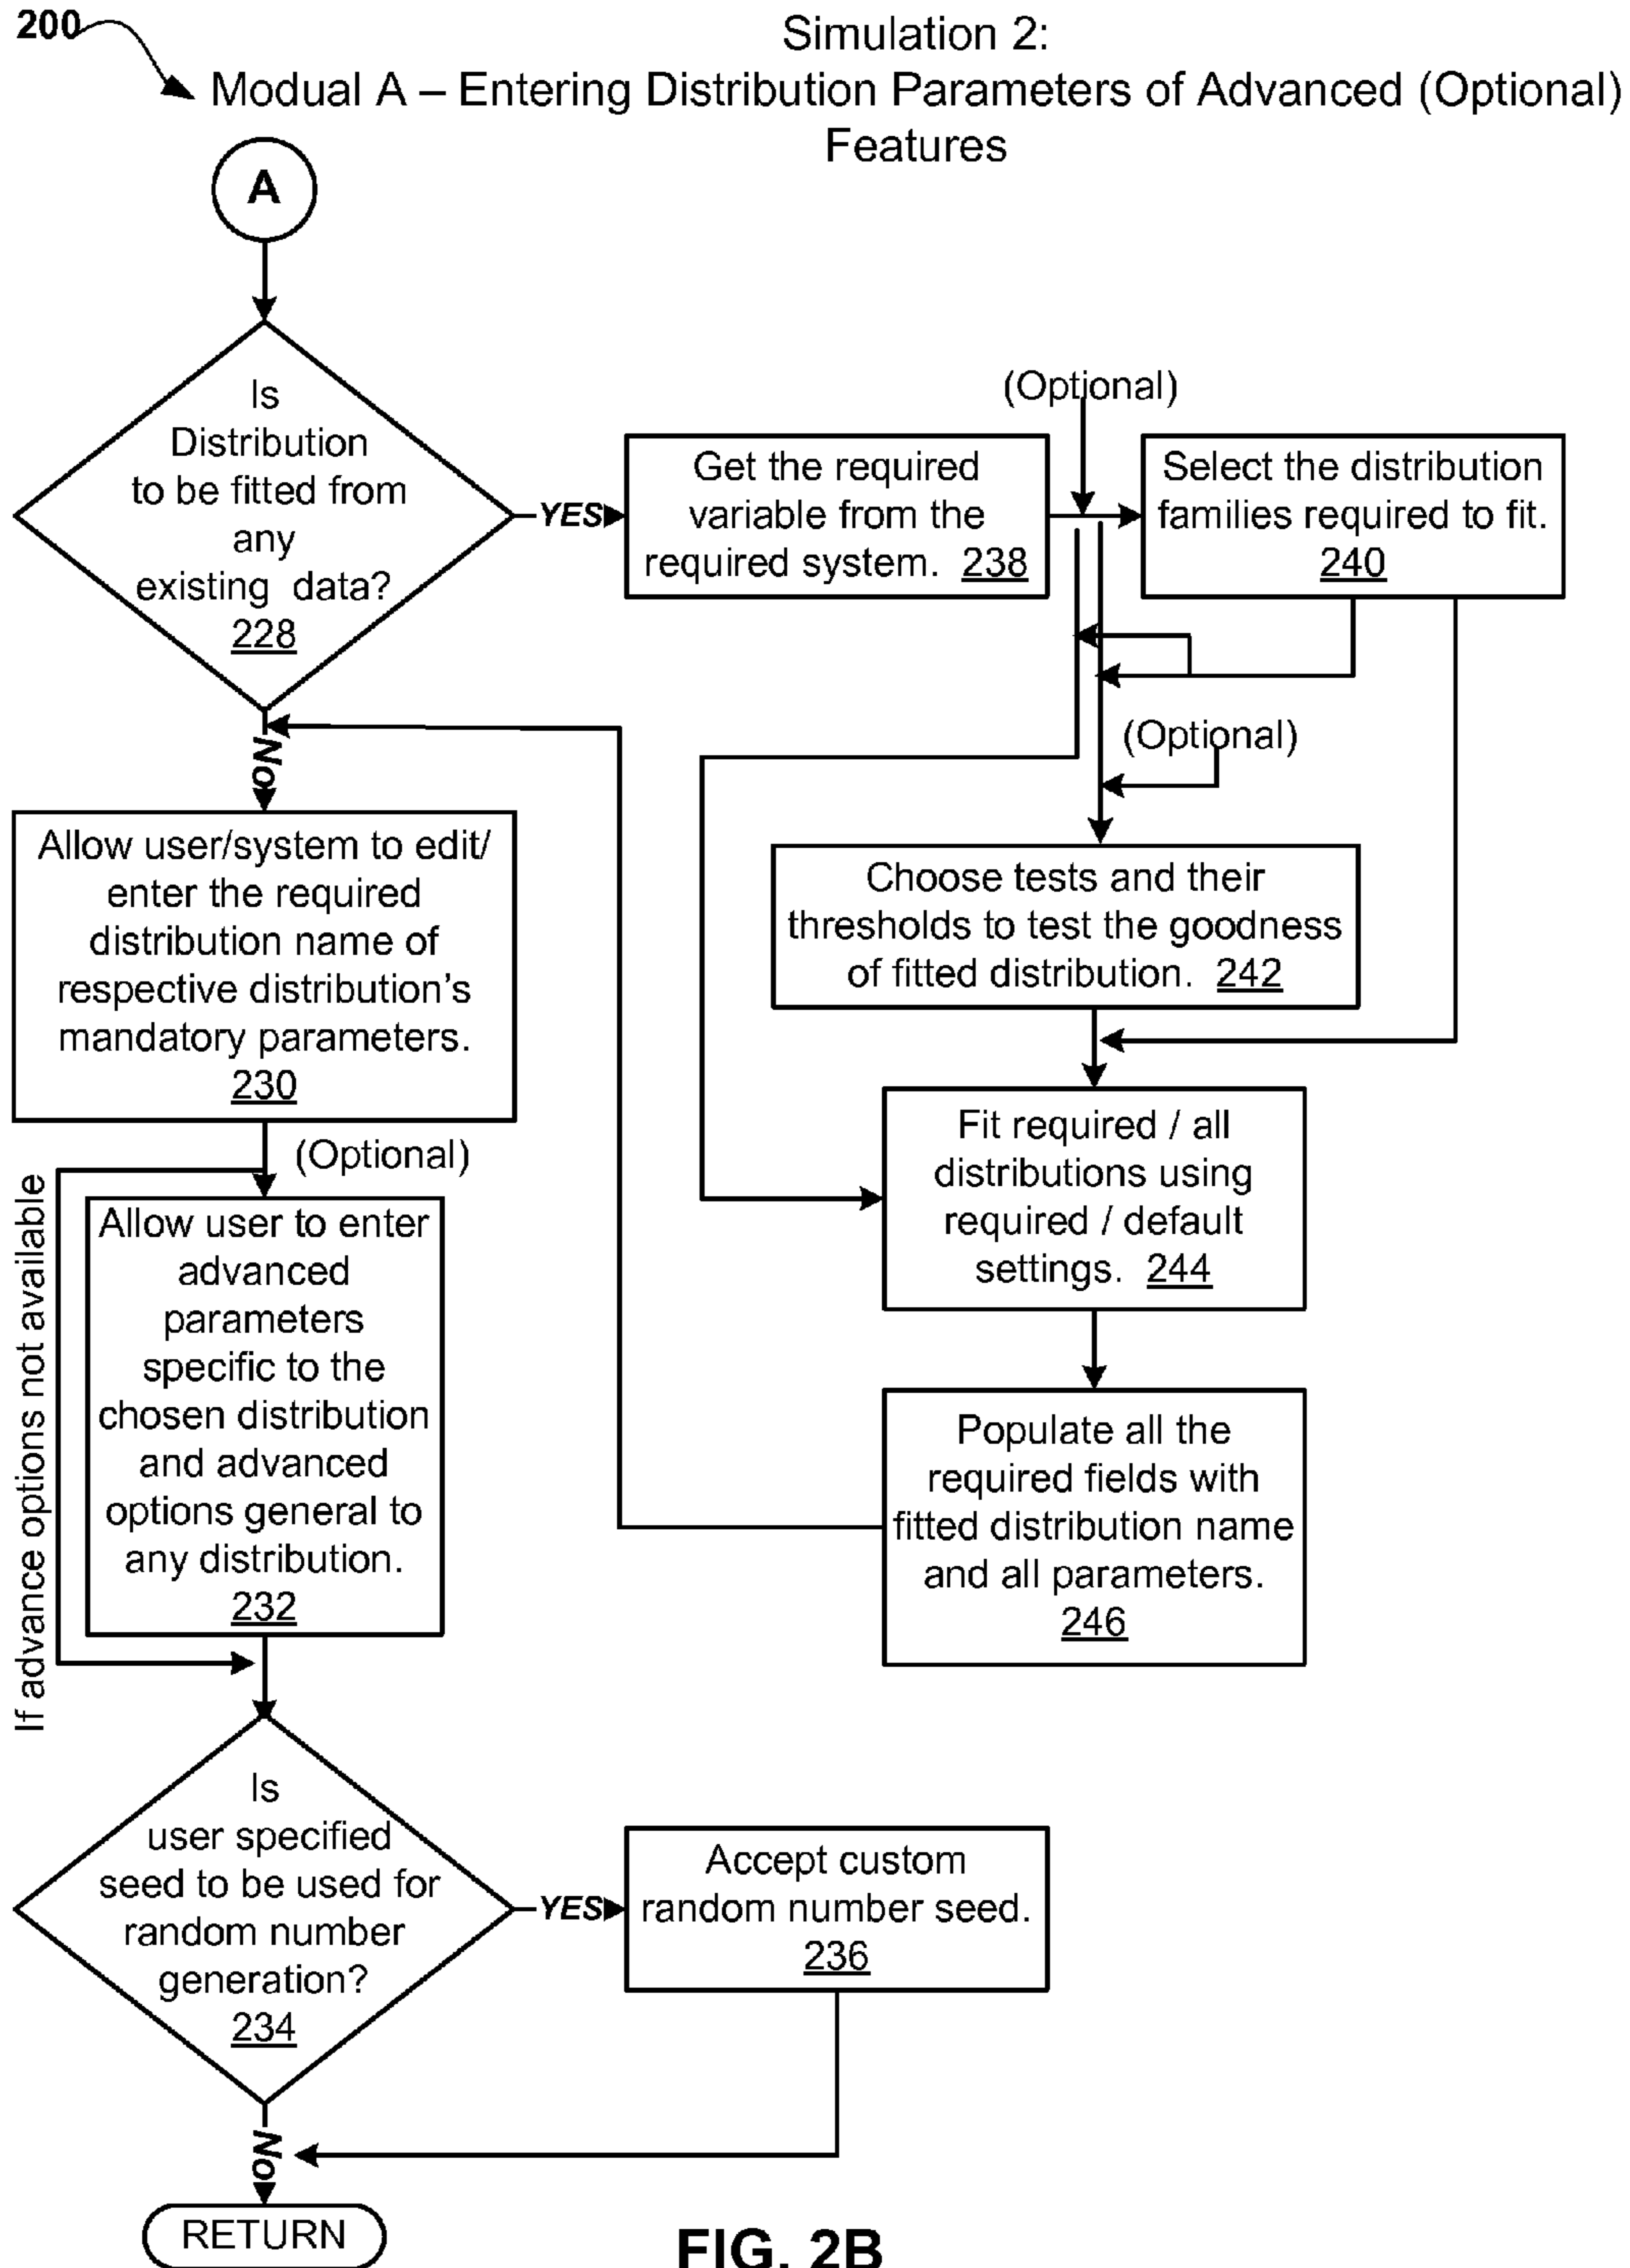 200
Simulation 2:
Modual A – Entering Distribution Parameters of Advanced (Optional)
Features
A
Is
Distribution
to be fitted from
any
existing data?
228
YES
Get the required
variable from the
required system. 238
(Optional)
Select the distribution
families required to fit.
240
No
(Optional)
Allow user/system to edit/
enter the required
distribution name of
respective distribution's
mandatory parameters.
230
Choose tests and their
thresholds to test the goodness
of fitted distribution. 242
(Optional)
If advance options not available
Allow user to enter
advanced
parameters
specific to the
chosen distribution
and advanced
options general to
any distribution.
232
Fit required / all
distributions using
required / default
settings. 244
Populate all the
required fields with
fitted distribution name
and all parameters.
246
Is
user specified
seed to be used for
random number
generation?
234
YES
Accept custom
random number seed.
236
No
RETURN
FIG. 2B